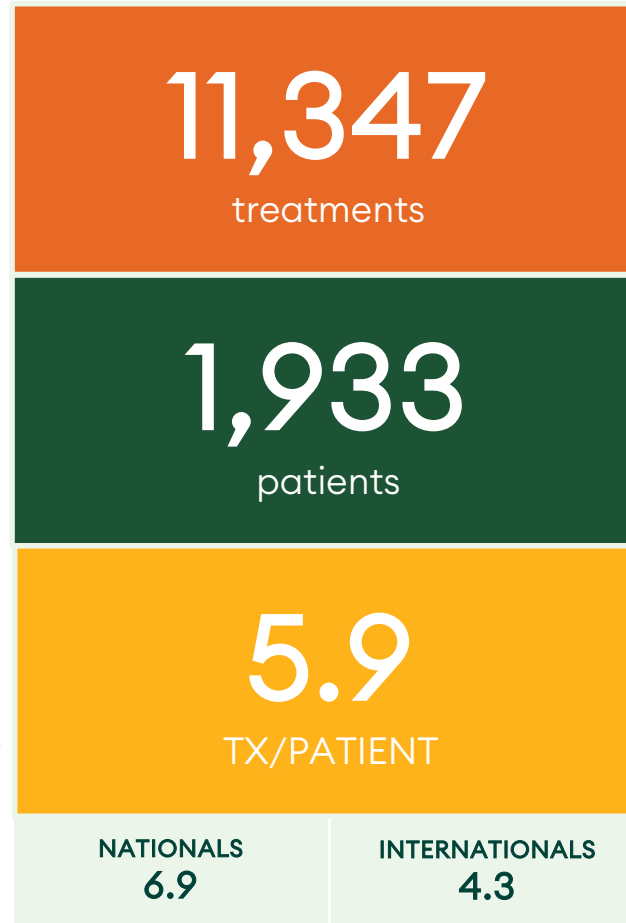 11,347
treatments
1,933
patients
5.9
TX/PATIENT
NATIONALS
6.9
INTERNATIONALS
4.3